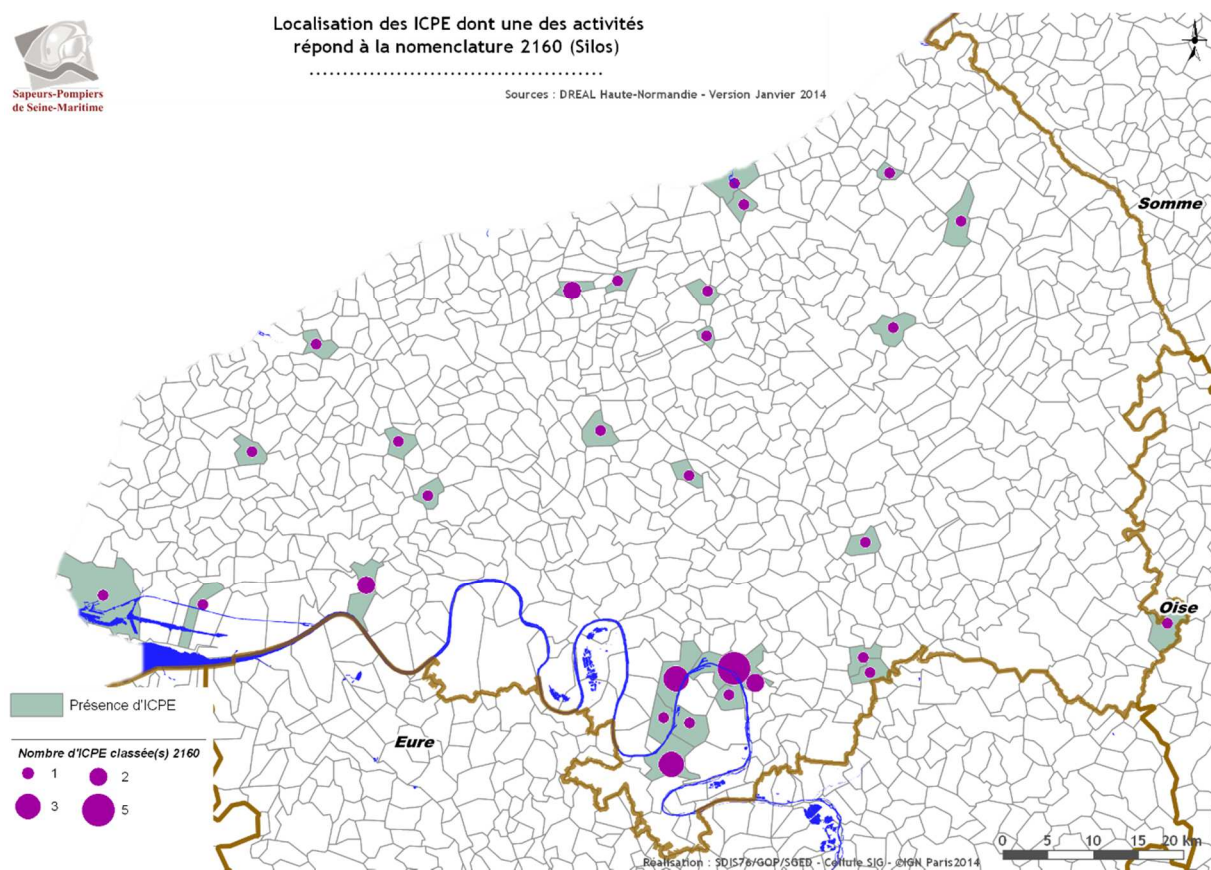 Localisation des ICPE dont une des activités
répond à la nomenclature 2160 (Silos)
Sapeurs-Pompiers
de Seine-Maritime
Sources : DREAL Haute-Normandie - Version Janvier 2014
Somme
Oise
Eure
Présence d'ICPE
Nombre d'ICPE classée(s) 2160
1 2
3 5
0 5 10 15 20 km
Réalisation : SDIS76/GOP/SGED - Cellule SIG - ©IGN Paris2014